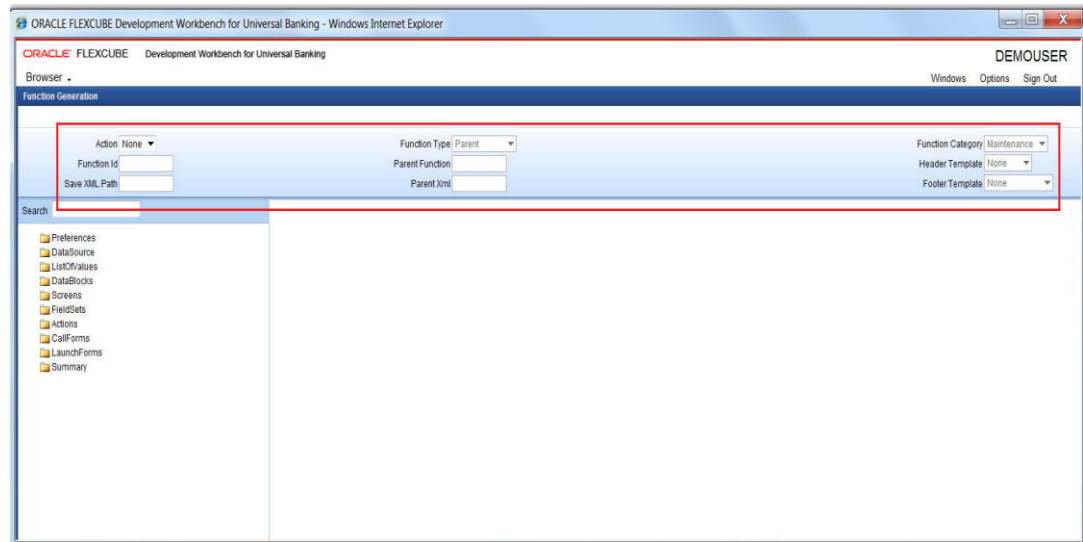 ORACLE FLEXCUBE Development Workbench for Universal Banking - Windows Internet Explorer
ORACLE FLEXCUBE Development Workbench for Universal Banking
DEMOUSER
Browser
Windows Options Sign Out
Function Generation
Action None Function Type Parent Function Category Maintenance
Function Id Parent Function Header Template None
Save XML Path Parent Xml Footer Template None
Search
Preferences
DataSource
ListOfValues
DataBlocks
Screens
FieldSets
Actions
CallForms
LaunchForms
Summary